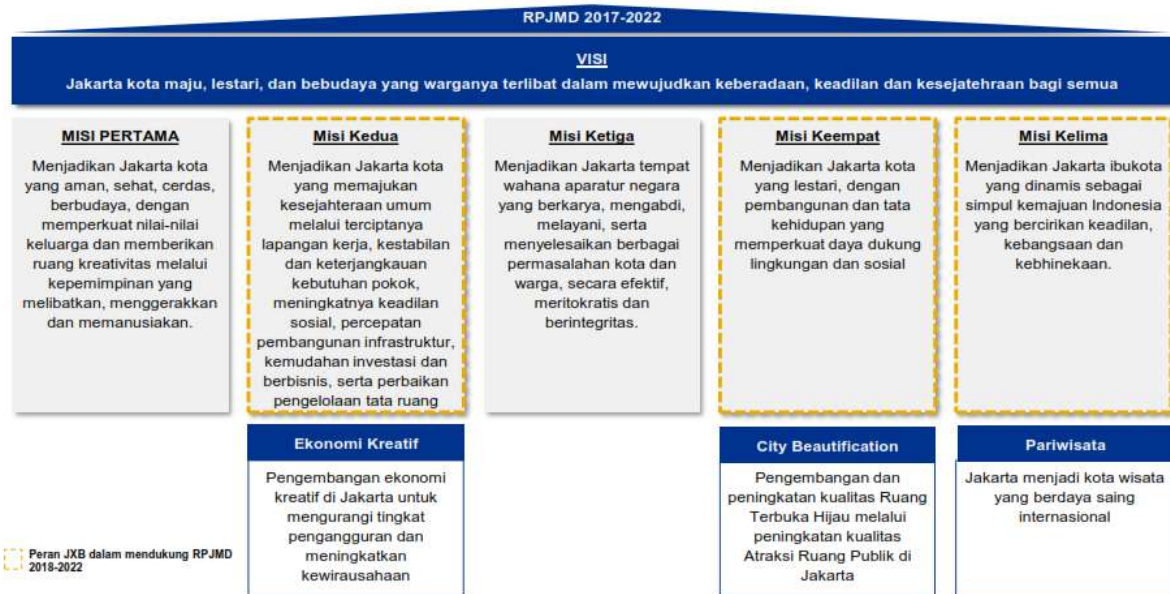 RPJMD 2017-2022
VISI
Jakarta kota maju, lestari, dan bebudaya yang warganya terlibat dalam mewujudkan keberadaan, keadilan dan kesejatehraan bagi semua
MISI PERTAMA
Menjadikan Jakarta kota
yang aman, sehat, cerdas,
berbudaya, dengan
memperkuat nilai-nilai
keluarga dan memberikan
ruang kreativitas melalui
kepemimpinan yang
melibatkan, menggerakkan
dan memanusiakan.
Misi Kedua
Menjadikan Jakarta kota
yang memajukan
kesejahteraan umum
melalui terciptanya
lapangan kerja, kestabilan
dan keterjangkauan
kebutuhan pokok,
meningkatnya keadilan
sosial, percepatan
pembangunan infrastruktur,
kemudahan investasi dan
berbisnis, serta perbaikan
pengelolaan tata ruang
Misi Ketiga
Menjadikan Jakarta tempat
wahana aparatur negara
yang berkarya, mengabdi,
melayani, serta
menyelesaikan berbagai
permasalahan kota dan
warga, secara efektif,
meritokratis dan
berintegritas.
Misi Keempat
Menjadikan Jakarta kota
yang lestari, dengan
pembangunan dan tata
kehidupan yang
memperkuat daya dukung
lingkungan dan sosial
Misi Kelima
Menjadikan Jakarta ibukota
yang dinamis sebagai
simpul kemajuan Indonesia
yang bercirikan keadilan,
kebangsaan dan
kebhinekaan.
Ekonomi Kreatif
Pengembangan ekonomi
kreatif di Jakarta untuk
mengurangi tingkat
pengangguran dan
meningkatkan
kewirausahaan
City Beautification
Pengembangan dan
peningkatan kualitas Ruang
Terbuka Hijau melalui
peningkatan kualitas
Atraksi Ruang Publik di
Jakarta
Pariwisata
Jakarta menjadi kota wisata
yang berdaya saing
internasional
Peran JXB dalam mendukung RPJMD
2018-2022